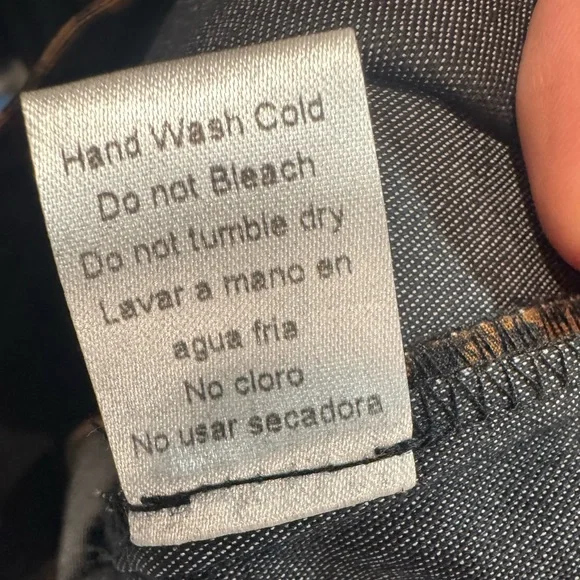 Hand Wash Cold
Do not Bleach
Do not tumble dry
Lavar a mano en
agua fria
No cloro
No usar secadora